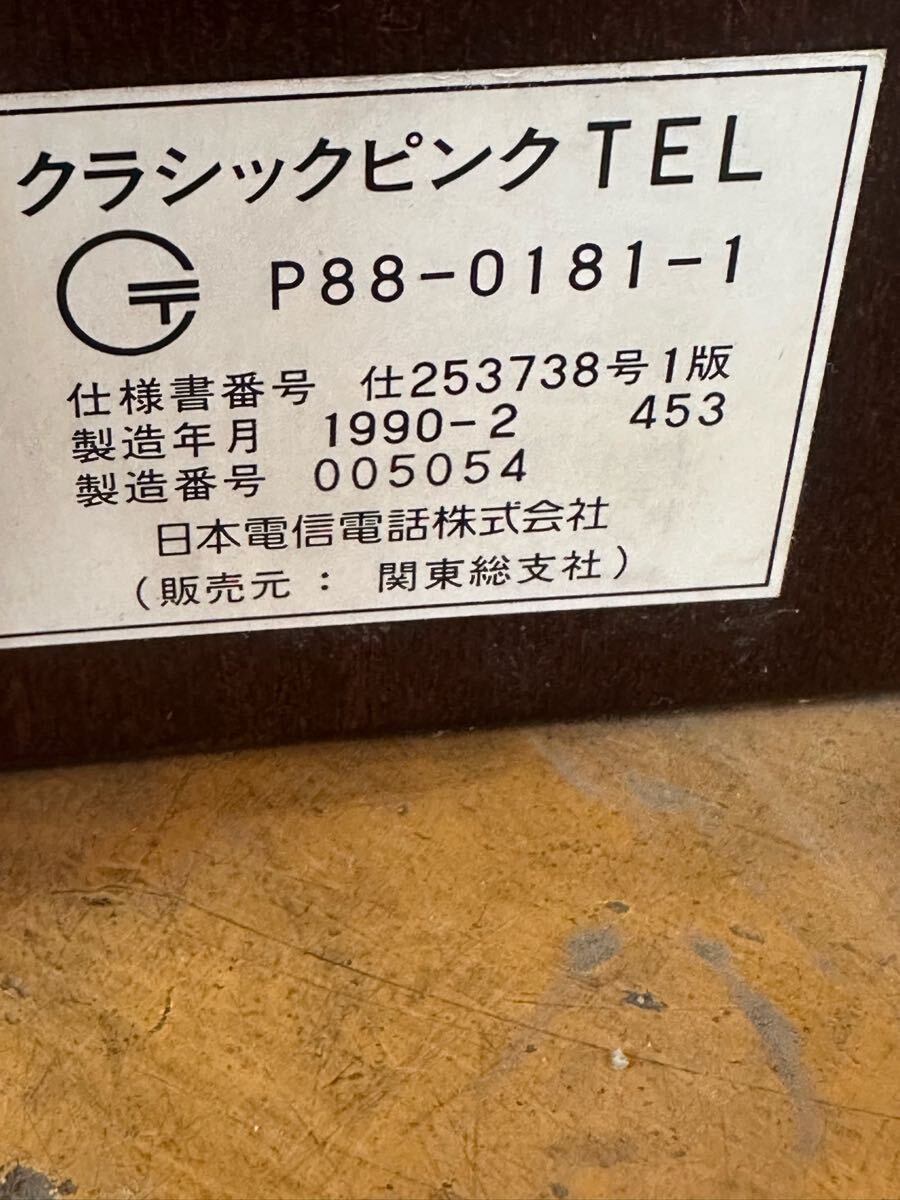 クラシックピンクTEL
P88-0181-1
仕様書番号 仕253738号1版
製造年月 1990-2 453
製造番号 005054
日本電信電話株式会社
(販売元: 関東総支社)